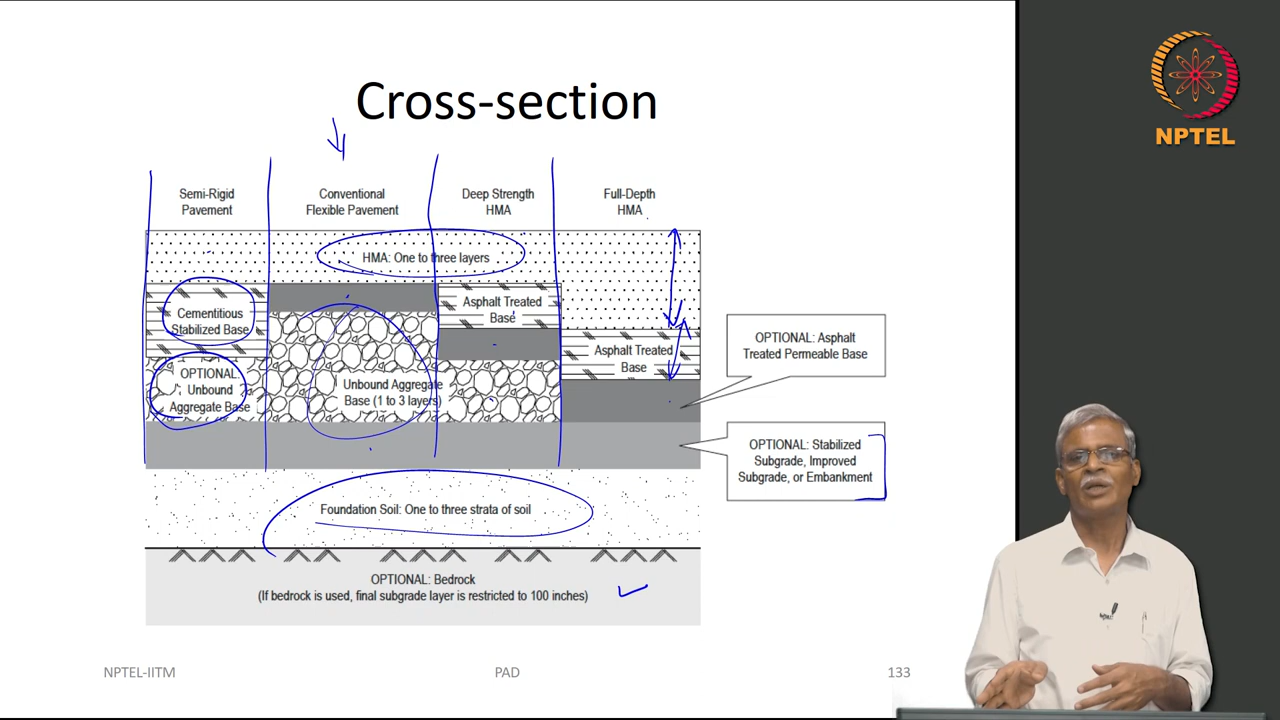 Cross-section
NPTEL
Semi-Rigid
Pavement
Conventional
Flexible Pavement
Deep Strength
HMA
Full-Depth
HMA
HMA: One to three layers
Cementitious
Stabilized Base
Asphalt Treated
Base
OPTIONAL: Asphalt
Treated Permeable Base
Asphalt Treated
Base
OPTIONAL
Unbound
Aggregate Base
Unbound Aggregate
Base (1 to 3 layers)
OPTIONAL: Stabilized
Subgrade, Improved
Subgrade, or Embankment
Foundation Soil: One to three strata of soil
OPTIONAL: Bedrock
(If bedrock is used, final subgrade layer is restricted to 100 inches)
NPTEL-IITM
PAD
133